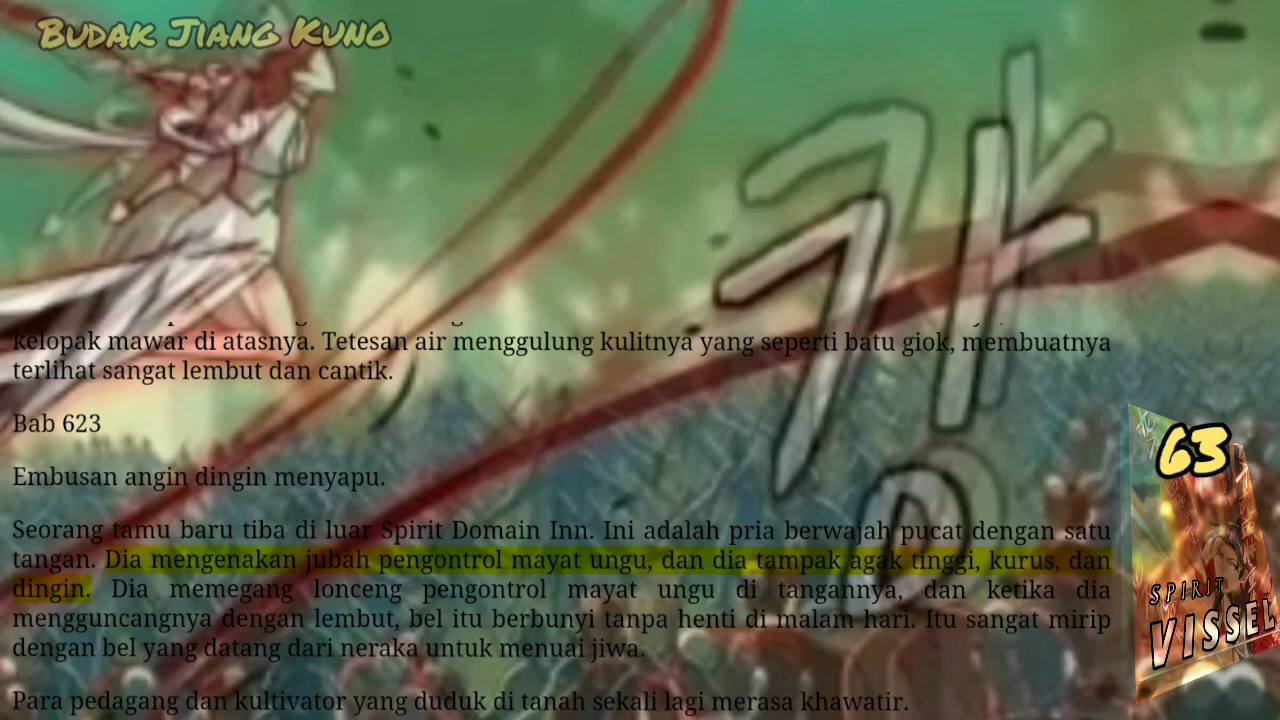 Budak Jiang Kuno
kelopak mawar di atasnya. Tetesan air menggulung kulitnya yang seperti batu giok, membuatnya
terlihat sangat lembut dan cantik.
Bab 623
Embusan angin dingin menyapu.
Seorang tamu baru tiba di luar Spirit Domain Inn. Ini adalah pria berwajah pucat dengan satu
tangan. Dia mengenakan jubah pengontrol mayat ungu, dan dia tampak agak tinggi, kurus, dan
dingin. Dia memegang lonceng pengontrol mayat ungu di tangannya, dan ketika dia
mengguncangnya dengan lembut, bel itu berbunyi tanpa henti di malam hari. Itu sangat mirip
dengan bel yang datang dari neraka untuk menuai jiwa.
Para pedagang dan kultivator yang duduk di tanah sekali lagi merasa khawatir.
63
SPIRIT
VISSEL